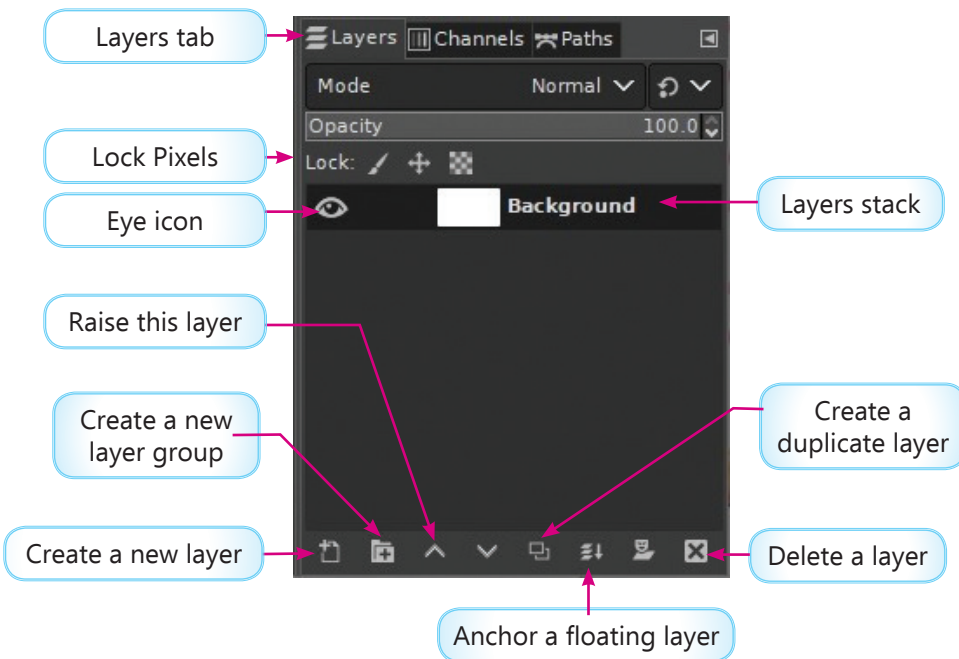 Layers tab
Layers Channels Paths
Mode Normal
Opacity 100.0
Lock Pixels
Lock:
Eye icon
Background
Layers stack
Raise this layer
Create a new
layer group
Create a
duplicate layer
Create a new layer
Delete a layer
Anchor a floating layer